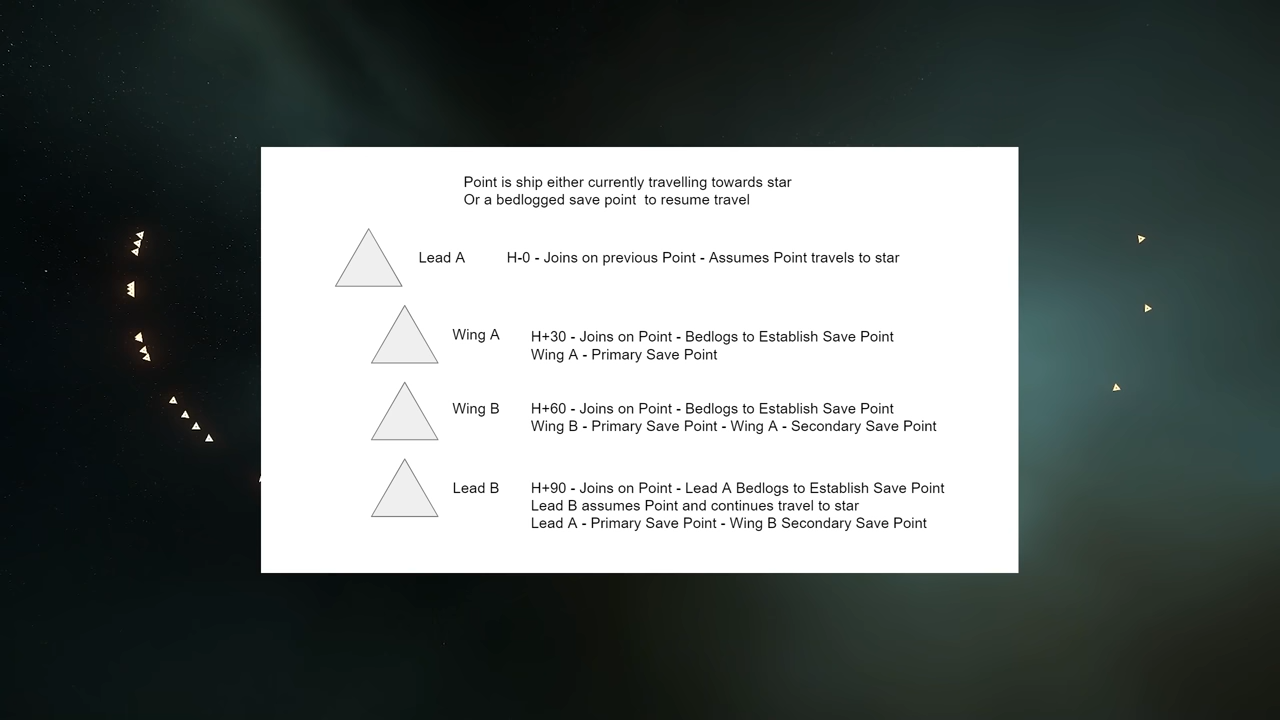 Point is ship either currently travelling towards star
Or a bedlogged save point to resume travel
Lead A H-0 - Joins on previous Point - Assumes Point travels to star
Wing A H+30 - Joins on Point - Bedlogs to Establish Save Point
Wing A - Primary Save Point
Wing B H+60 - Joins on Point - Bedlogs to Establish Save Point
Wing B - Primary Save Point - Wing A - Secondary Save Point
Lead B H+90 - Joins on Point - Lead A Bedlogs to Establish Save Point
Lead B assumes Point and continues travel to star
Lead A - Primary Save Point - Wing B Secondary Save Point